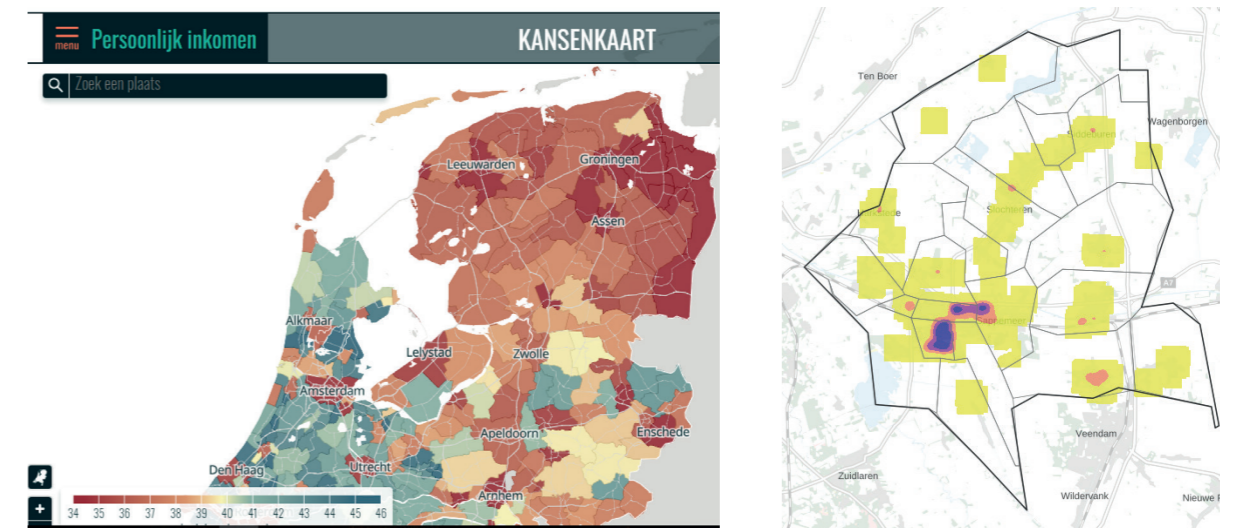 menu
Persoonlijk inkomen
KANSENKAART
Zoek een plaats
Leeuwarden
Groningen
Assen
Alkmaar
Lelystad
Zwolle
Amsterdam
Apeldoorn
Enschede
Den Haag
Utrecht
Arnhem
+
34 35 36 37 38 39 40 41 42 43 44 45 46
Ten Boer
Wagenborgen
Siddeburen
Slochteren
A7
Sappemeer
Veendam
Zuidlaren
Wildervank
Nieuwe